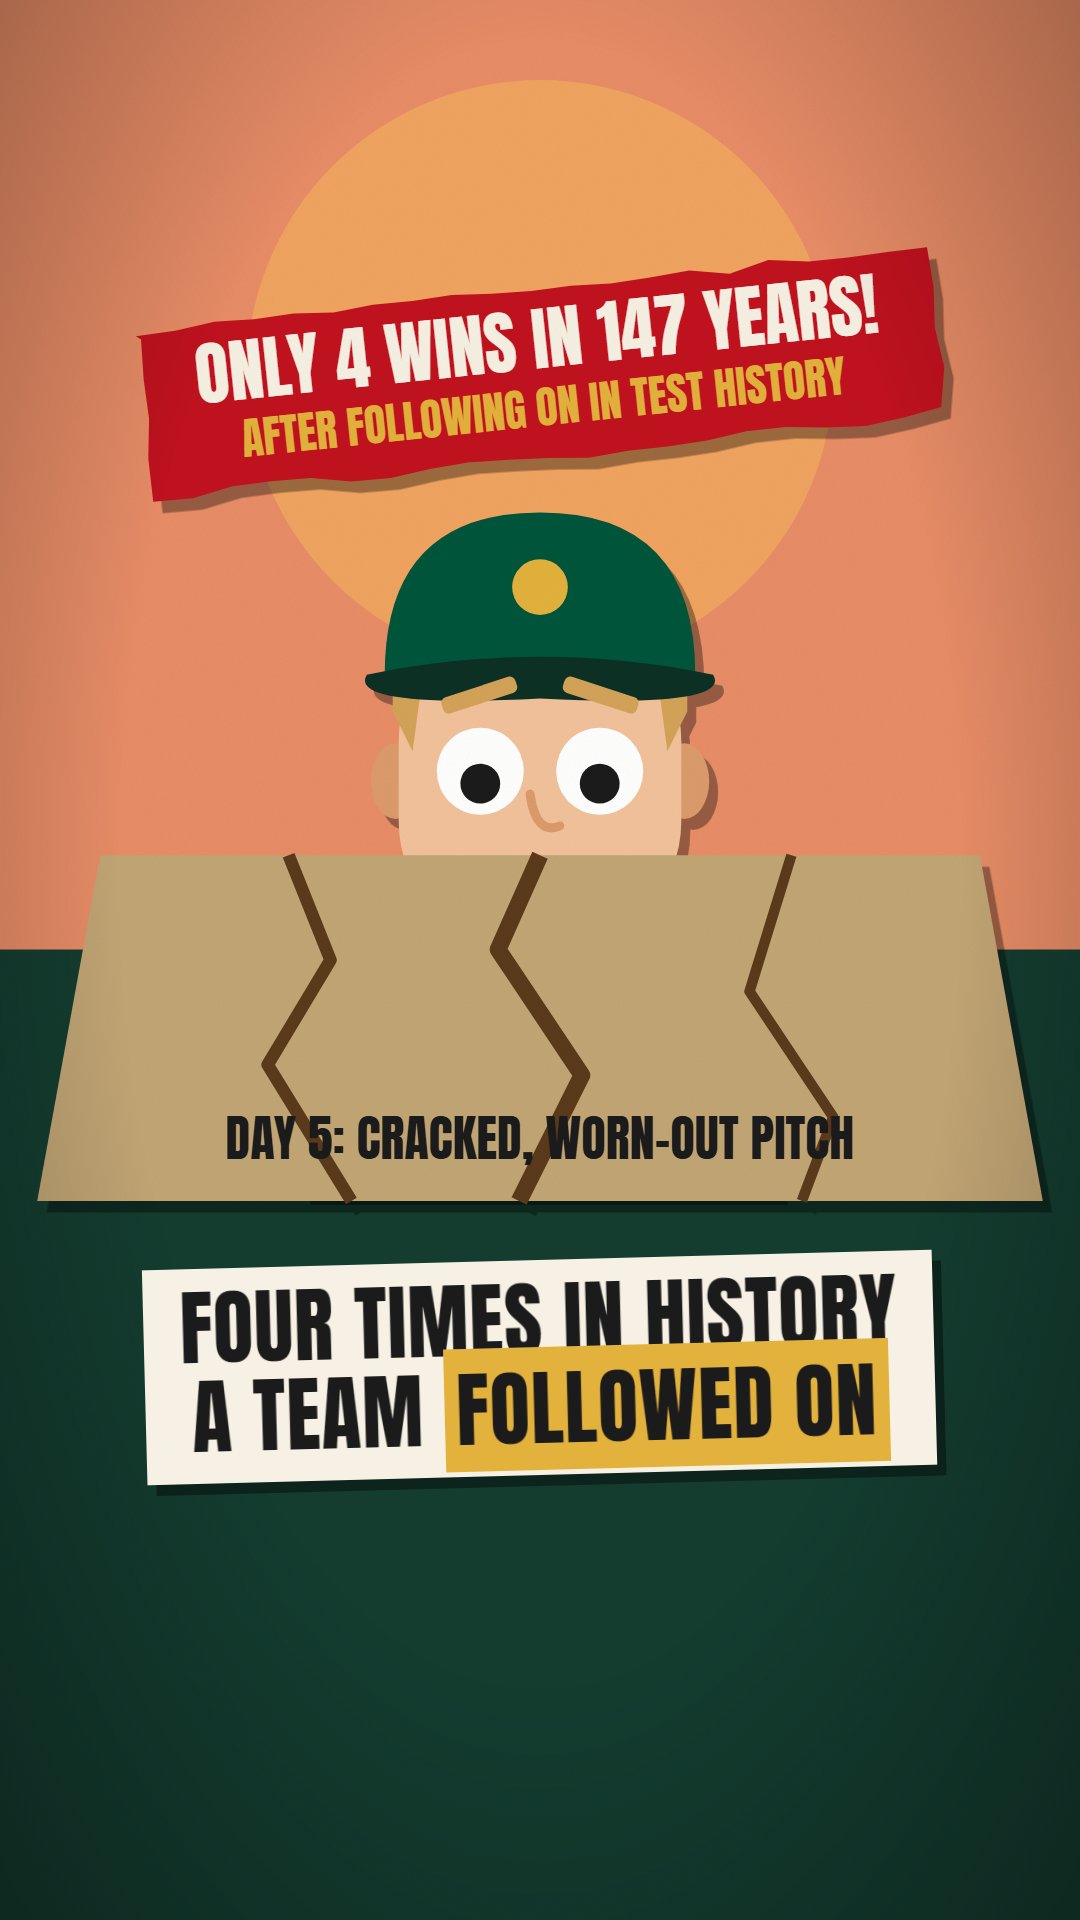 ONLY 4 WINS IN 147 YEARS!
AFTER FOLLOWING ON IN TEST HISTORY
DAY 5: CRACKED, WORN-OUT PITCH
FOUR TIMES IN HISTORY
A TEAM FOLLOWED ON